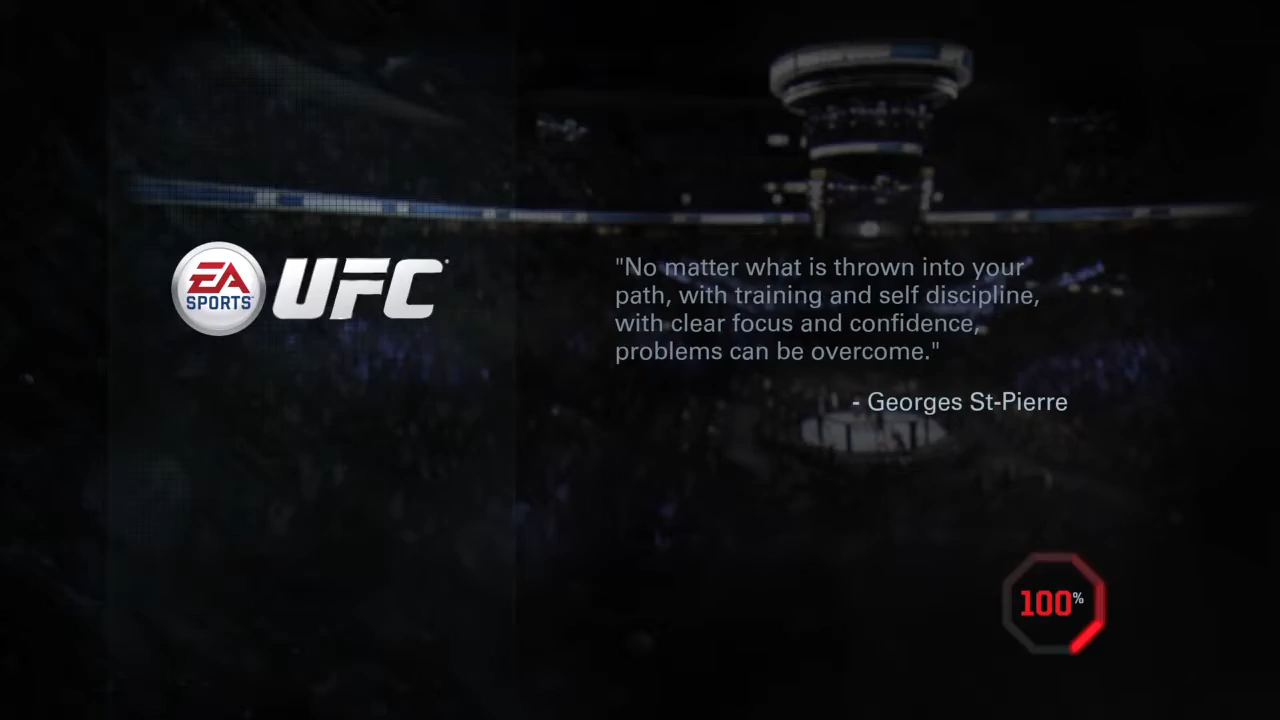 EA
SPORTS
UFC
"No matter what is thrown into your
path, with training and self discipline,
with clear focus and confidence,
problems can be overcome."
- Georges St-Pierre
100%